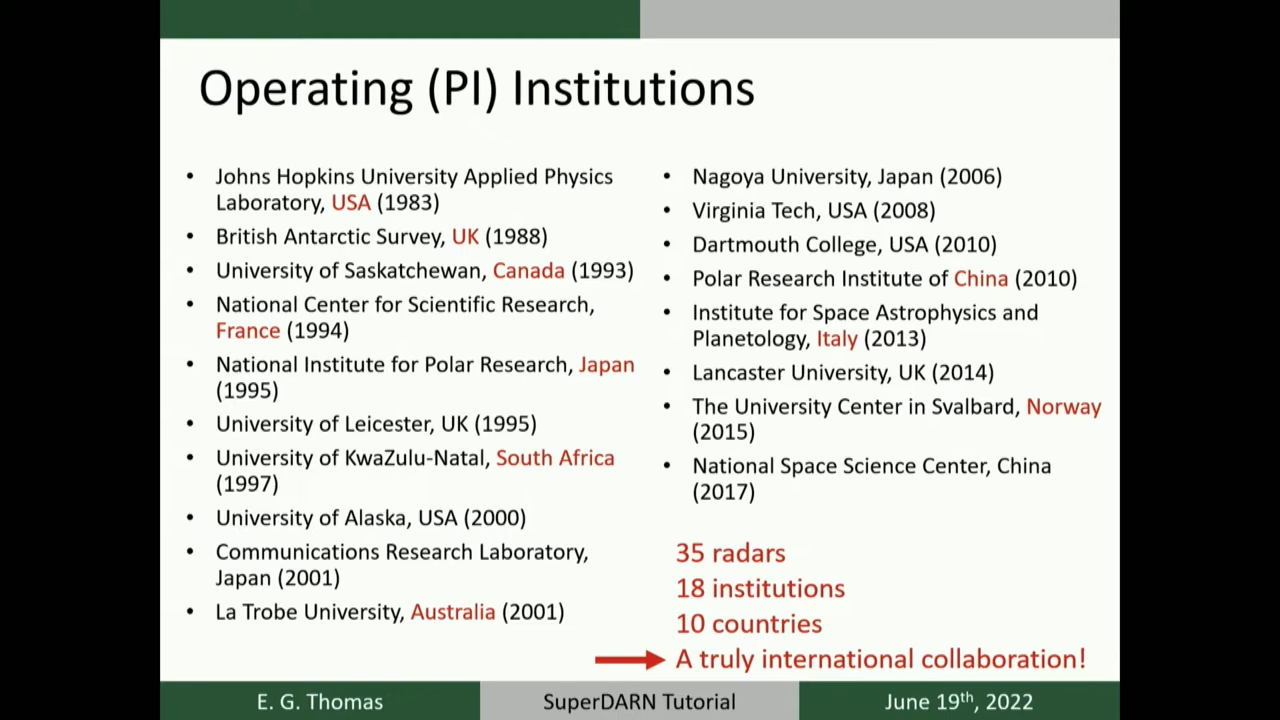 Operating (PI) Institutions
• Johns Hopkins University Applied Physics
Laboratory, USA (1983)
• British Antarctic Survey, UK (1988)
• University of Saskatchewan, Canada (1993)
• National Center for Scientific Research,
France (1994)
• National Institute for Polar Research, Japan
(1995)
• University of Leicester, UK (1995)
• University of KwaZulu-Natal, South Africa
(1997)
• University of Alaska, USA (2000)
• Communications Research Laboratory,
Japan (2001)
• La Trobe University, Australia (2001)
• Nagoya University, Japan (2006)
• Virginia Tech, USA (2008)
• Dartmouth College, USA (2010)
• Polar Research Institute of China (2010)
• Institute for Space Astrophysics and
Planetology, Italy (2013)
• Lancaster University, UK (2014)
• The University Center in Svalbard, Norway
(2015)
• National Space Science Center, China
(2017)
35 radars
18 institutions
10 countries
A truly international collaboration!
E. G. Thomas
SuperDARN Tutorial
June 19th, 2022